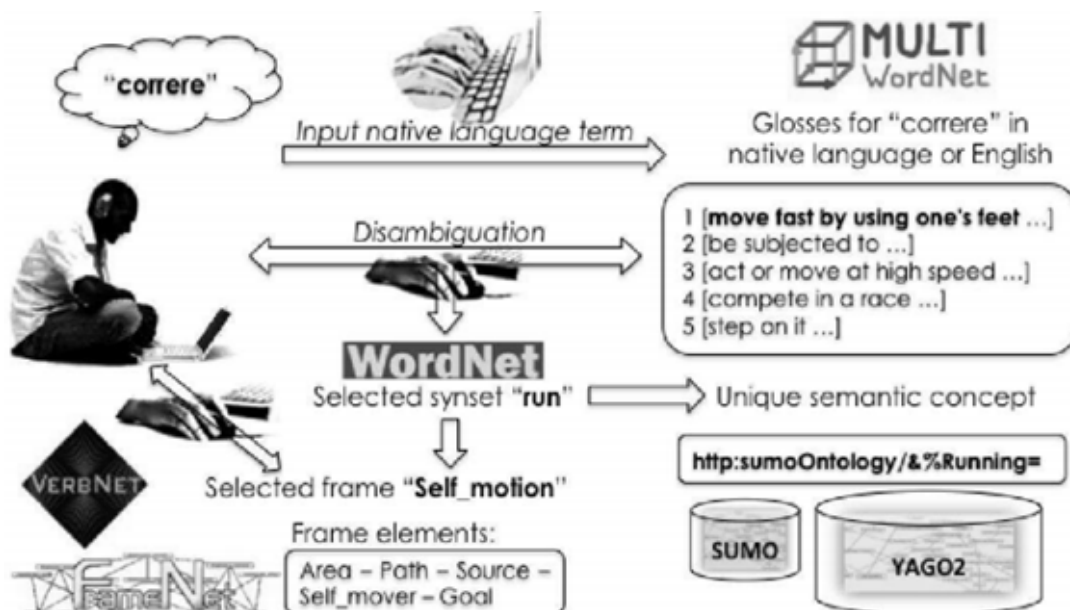 "correre"
MULTI
WordNet
Input native language term
Glosses for "correre" in
native language or English
1 [move fast by using one's feet ...]
2 [be subjected to ...]
3 [act or move at high speed ...]
4 [compete in a race ...]
5 [step on it ...]
Disambiguation
WordNet
Selected synset "run"
Unique semantic concept
http:sumoOntology/&%Running=
VERBNET
Selected frame "Self_motion"
Frame elements:
Area – Path – Source –
Self_mover – Goal
FrameNet
SUMO
YAGO2